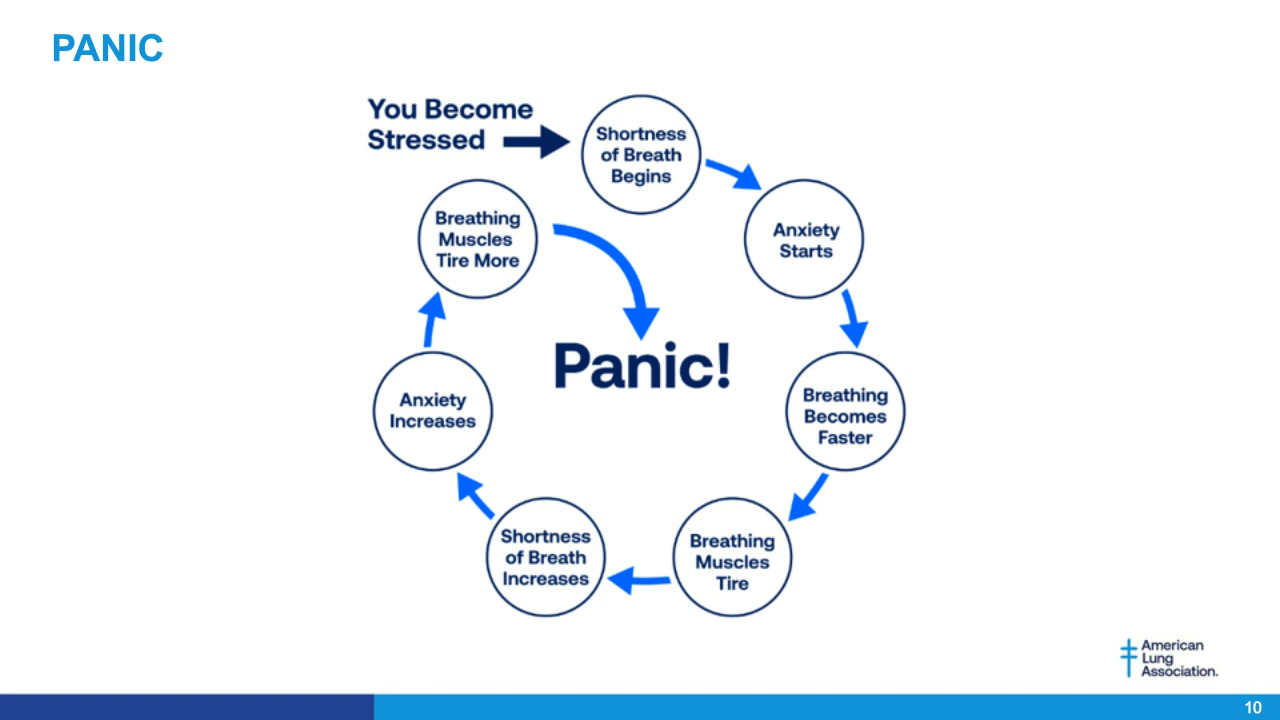 PANIC
You Become
Stressed
Shortness
of Breath
Begins
Anxiety
Starts
Breathing
Becomes
Faster
Breathing
Muscles
Tire
Shortness
of Breath
Increases
Anxiety
Increases
Breathing
Muscles
Tire More
Panic!
American
Lung
Association.
10